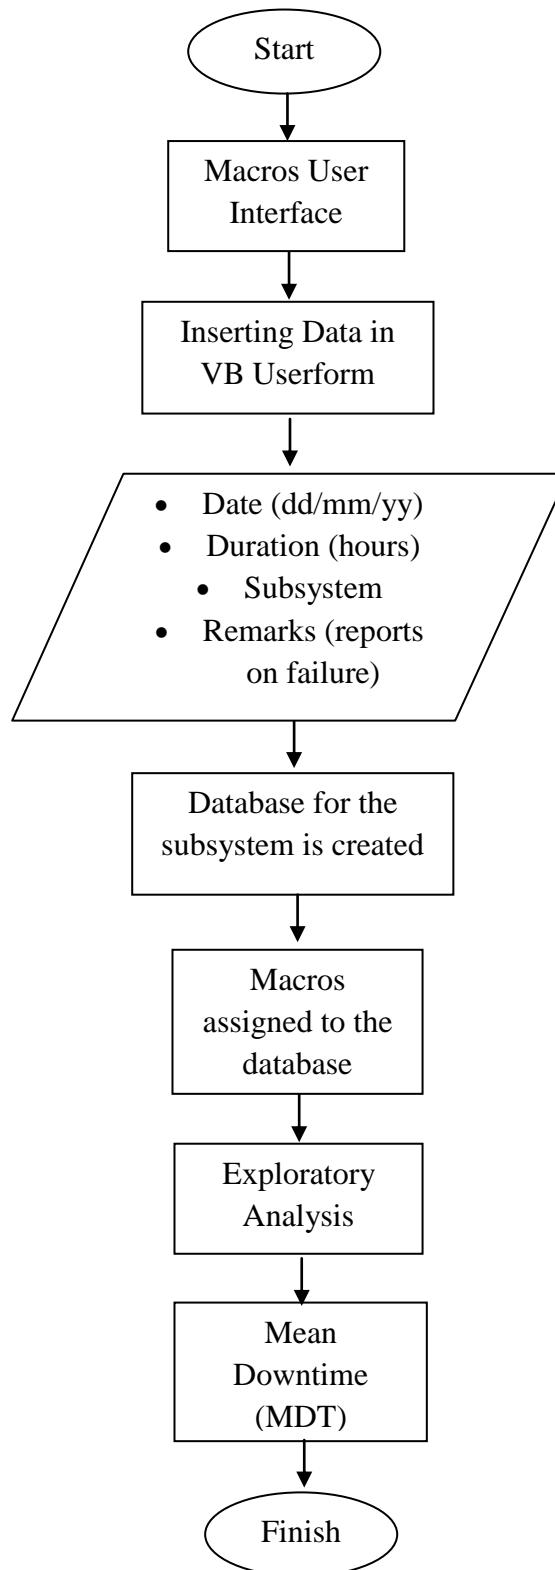 Start
Macros User
Interface
Inserting Data in
VB Userform
• Date (dd/mm/yy)
• Duration (hours)
• Subsystem
• Remarks (reports
on failure)
Database for the
subsystem is created
Macros
assigned to the
database
Exploratory
Analysis
Mean
Downtime
(MDT)
Finish